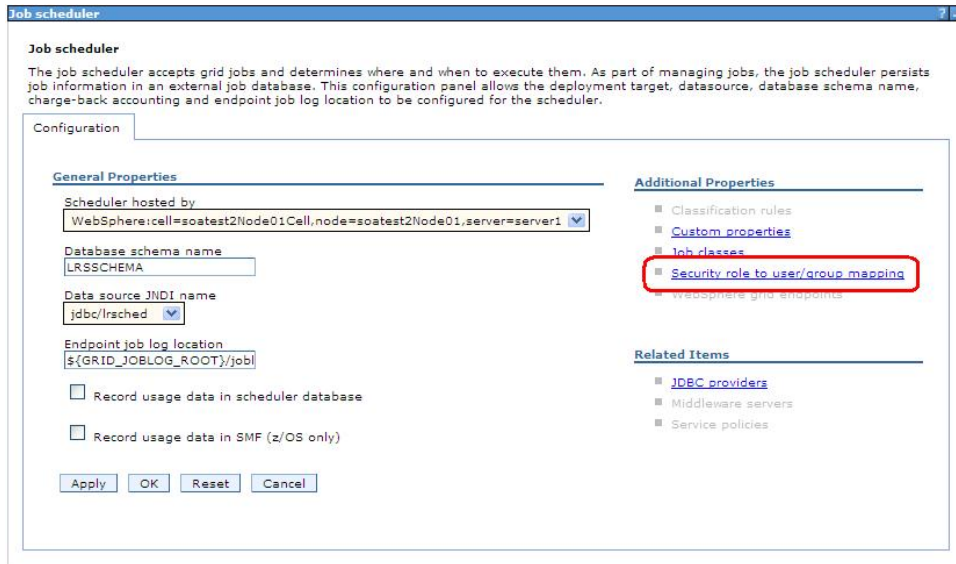 Job scheduler
?
Job scheduler
The job scheduler accepts grid jobs and determines where and when to execute them. As part of managing jobs, the job scheduler persists
job information in an external job database. This configuration panel allows the deployment target, datasource, database schema name,
charge-back accounting and endpoint job log location to be configured for the scheduler.
Configuration
General Properties
Scheduler hosted by
WebSphere:cell=soatest2Node01Cell,node=soatest2Node01,server=server1
Database schema name
LRSSCHEMA
Data source JNDI name
jdbc/lrsched
Endpoint job log location
${GRID_JOBLOG_ROOT}/jobl
Record usage data in scheduler database
Record usage data in SMF (z/OS only)
Apply OK Reset Cancel
Additional Properties
Classification rules
Custom properties
Job classes
Security role to user/group mapping
WebSphere grid endpoints
Related Items
JDBC providers
Middleware servers
Service policies